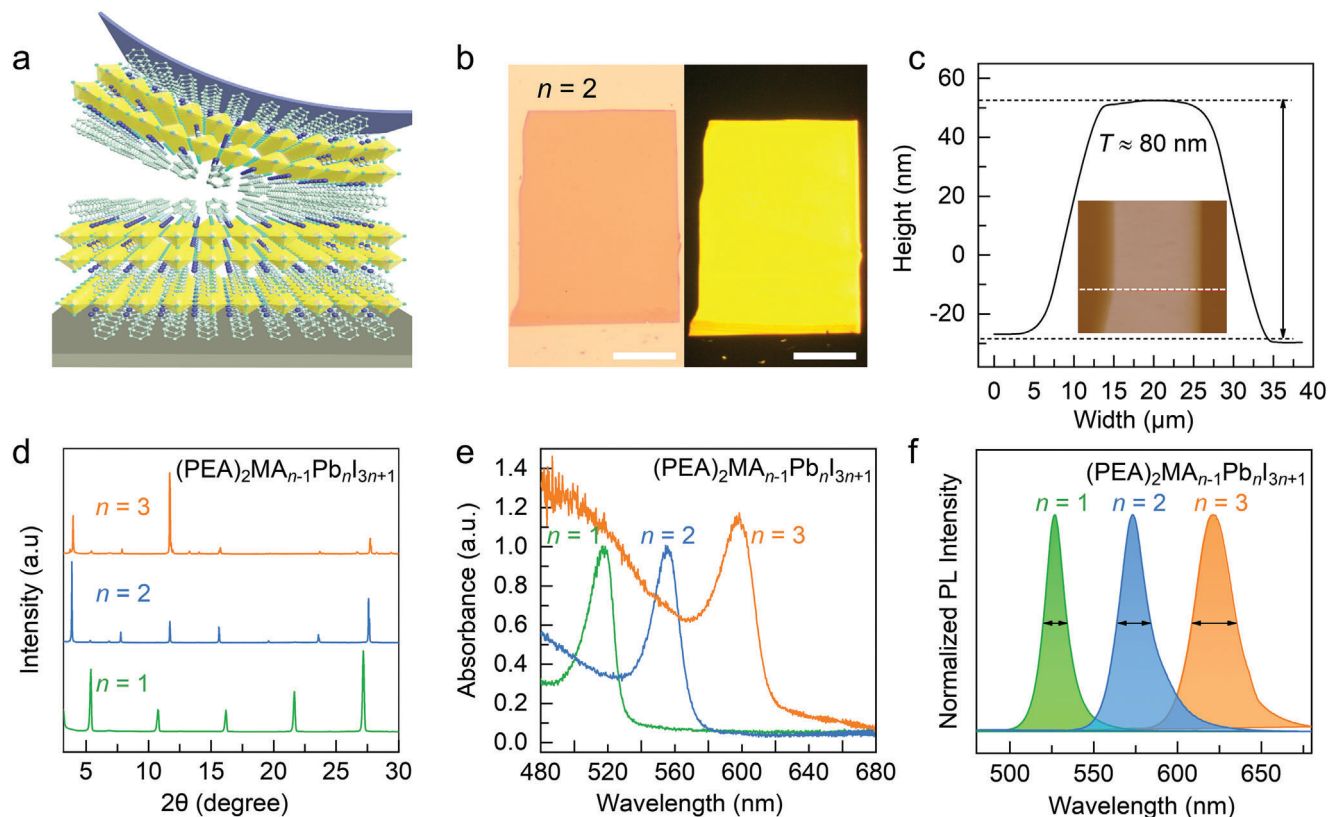 a
b
n = 2
c
60
40
20
0
-20
Height (nm)
T ≈ 80 nm
0 5 10 15 20 25 30 35 40
Width (μm)
d
(PEA)₂MAₙ₋₁PbₙI₃ₙ₊₁
n = 3
n = 2
n = 1
Intensity (a.u)
5 10 15 20 25 30
2θ (degree)
e
(PEA)₂MAₙ₋₁PbₙI₃ₙ₊₁
1.4
1.2
1.0
0.8
0.6
0.4
0.2
0.0
Absorbance (a.u.)
n = 1
n = 2
n = 3
480 520 560 600 640 680
Wavelength (nm)
f
(PEA)₂MAₙ₋₁PbₙI₃ₙ₊₁
n = 1 n = 2 n = 3
Normalized PL Intensity
500 550 600 650
Wavelength (nm)